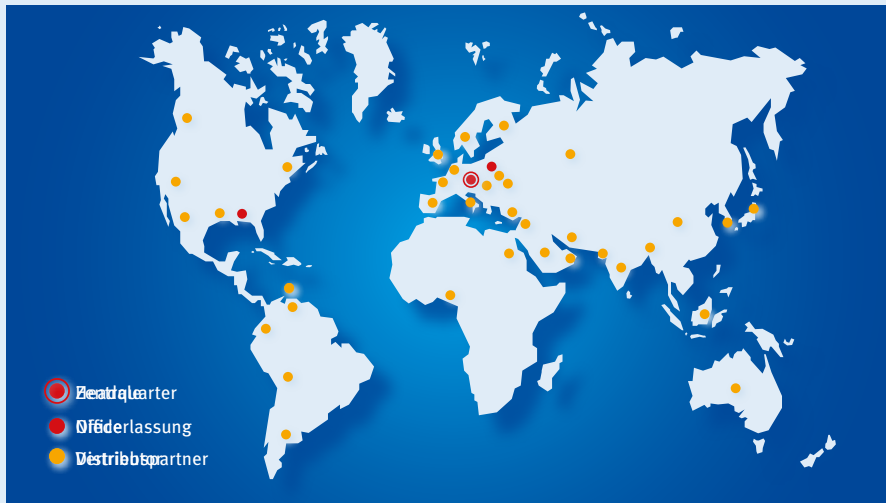 Zentrale Headquarter
Niederlassung Office
Vertriebspartner Distributor